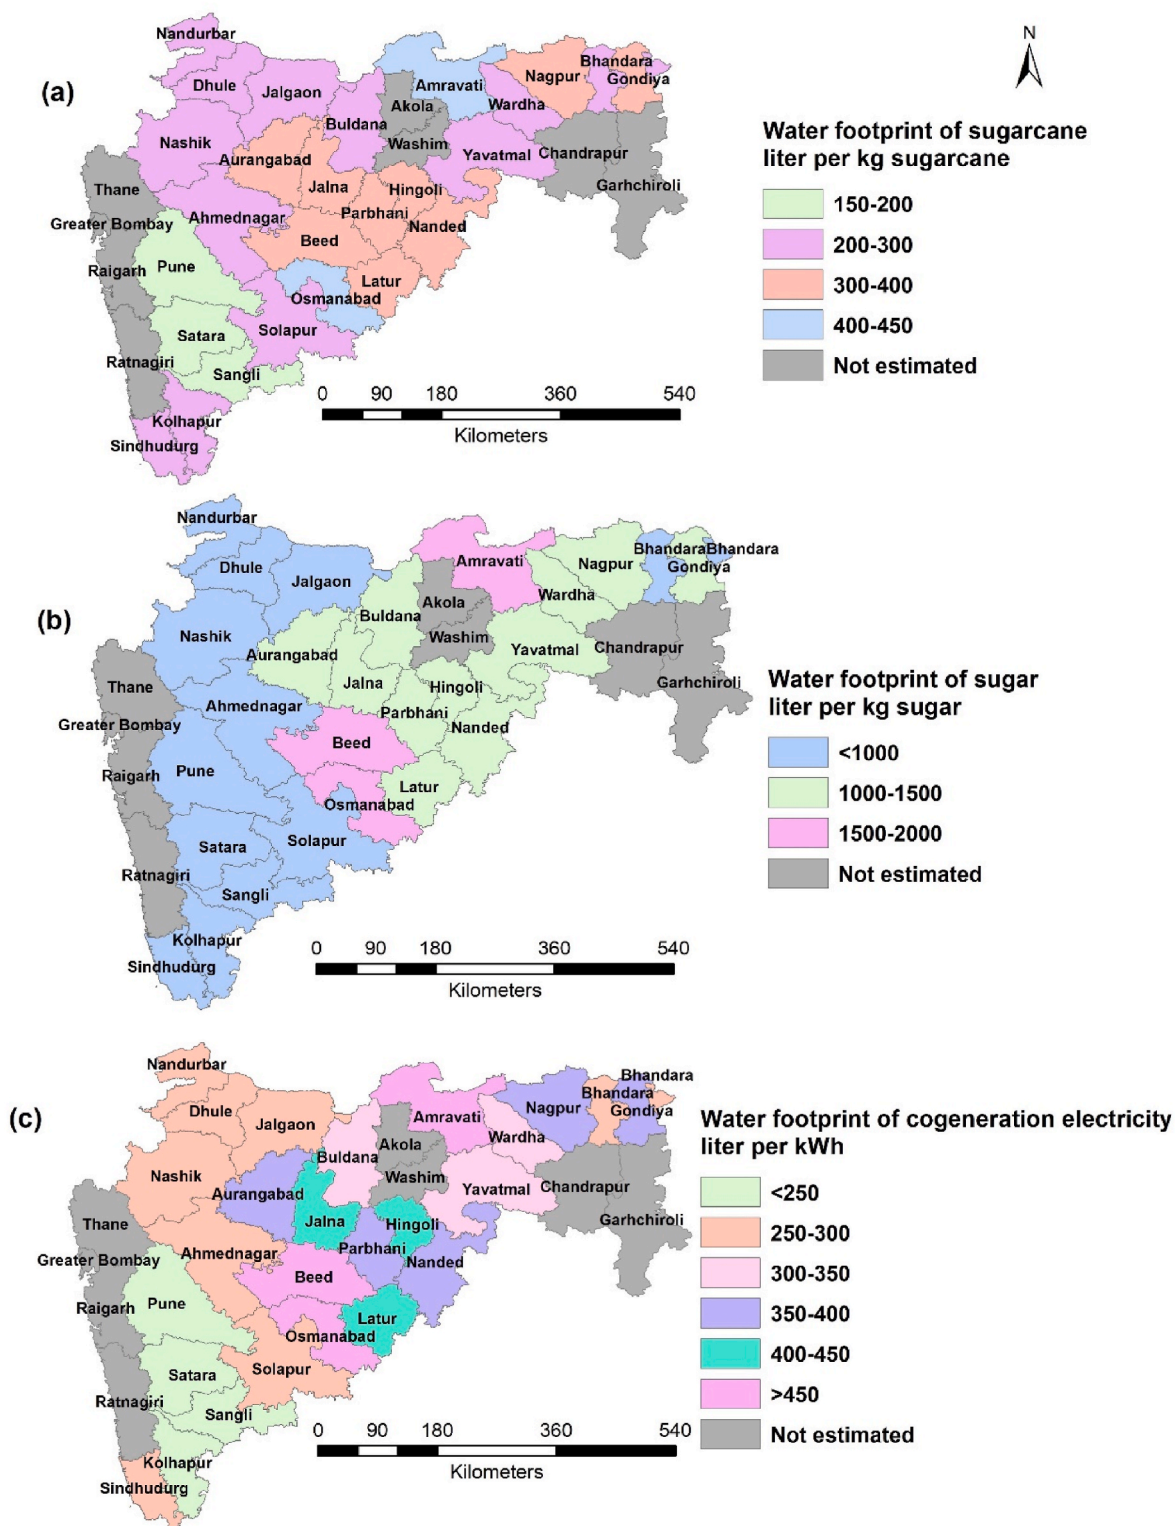 N
(a)
Nandurbar
Dhule
Jalgaon
Buldana
Amravati
Akola
Washim
Wardha
Nagpur
Bhandara
Gondiya
Nashik
Aurangabad
Jalna
Hingoli
Parbhani
Nanded
Yavatmal
Chandrapur
Garhchiroli
Thane
Greater Bombay
Ahmednagar
Beed
Raigarh
Pune
Latur
Osmanabad
Satara
Solapur
Ratnagiri
Sangli
Kolhapur
Sindhudurg
Water footprint of sugarcane
liter per kg sugarcane
150-200
200-300
300-400
400-450
Not estimated
0 90 180 360 540
Kilometers
(b)
Nandurbar
Dhule
Jalgaon
Buldana
Amravati
Akola
Washim
Wardha
Nagpur
Bhandara
Bhandara
Gondiya
Nashik
Aurangabad
Jalna
Hingoli
Parbhani
Nanded
Yavatmal
Chandrapur
Garhchiroli
Thane
Greater Bombay
Ahmednagar
Beed
Raigarh
Pune
Latur
Osmanabad
Satara
Solapur
Ratnagiri
Sangli
Kolhapur
Sindhudurg
Water footprint of sugar
liter per kg sugar
<1000
1000-1500
1500-2000
Not estimated
0 90 180 360 540
Kilometers
(c)
Nandurbar
Dhule
Jalgaon
Buldana
Amravati
Akola
Washim
Wardha
Nagpur
Bhandara
Bhandara
Gondiya
Nashik
Aurangabad
Jalna
Hingoli
Parbhani
Nanded
Yavatmal
Chandrapur
Garhchiroli
Thane
Greater Bombay
Ahmednagar
Beed
Raigarh
Pune
Latur
Osmanabad
Satara
Solapur
Ratnagiri
Sangli
Kolhapur
Sindhudurg
Water footprint of cogeneration electricity
liter per kWh
<250
250-300
300-350
350-400
400-450
>450
Not estimated
0 90 180 360 540
Kilometers